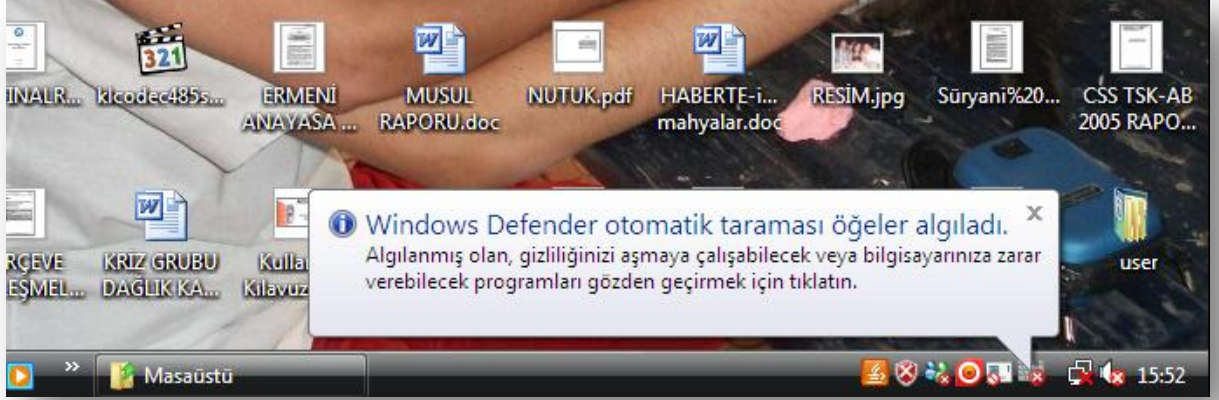 INALR... klcodec485s... ERMENİ MUSUL NUTUK.pdf HABERTE-i... RESİM.jpg Süryani%20... CSS TSK-AB
ANAYASA ... RAPORU.doc mahyalar.doc 2005 RAPO...
RÇEVE KRİZ GRUBU Kulla
EŞMEL... DAĞLIK KA... Kılavuz
user
Windows Defender otomatik taraması öğeler algıladı.
Algılanmış olan, gizliliğinizi aşmaya çalışabilecek veya bilgisayarınıza zarar
verebilecek programları gözden geçirmek için tıklatın.
Masaüstü
15:52